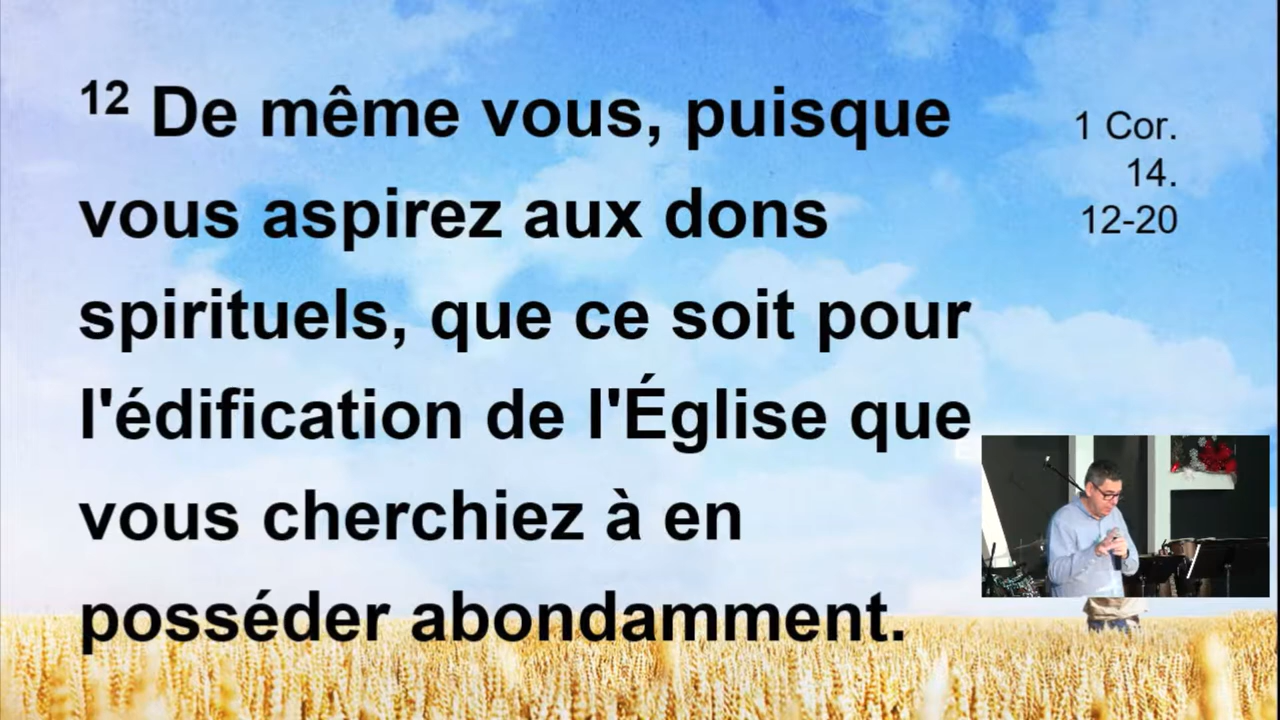 12 De même vous, puisque
vous aspirez aux dons
spirituels, que ce soit pour
l'édification de l'Église que
vous cherchiez à en
posséder abondamment.
1 Cor.
14.
12-20